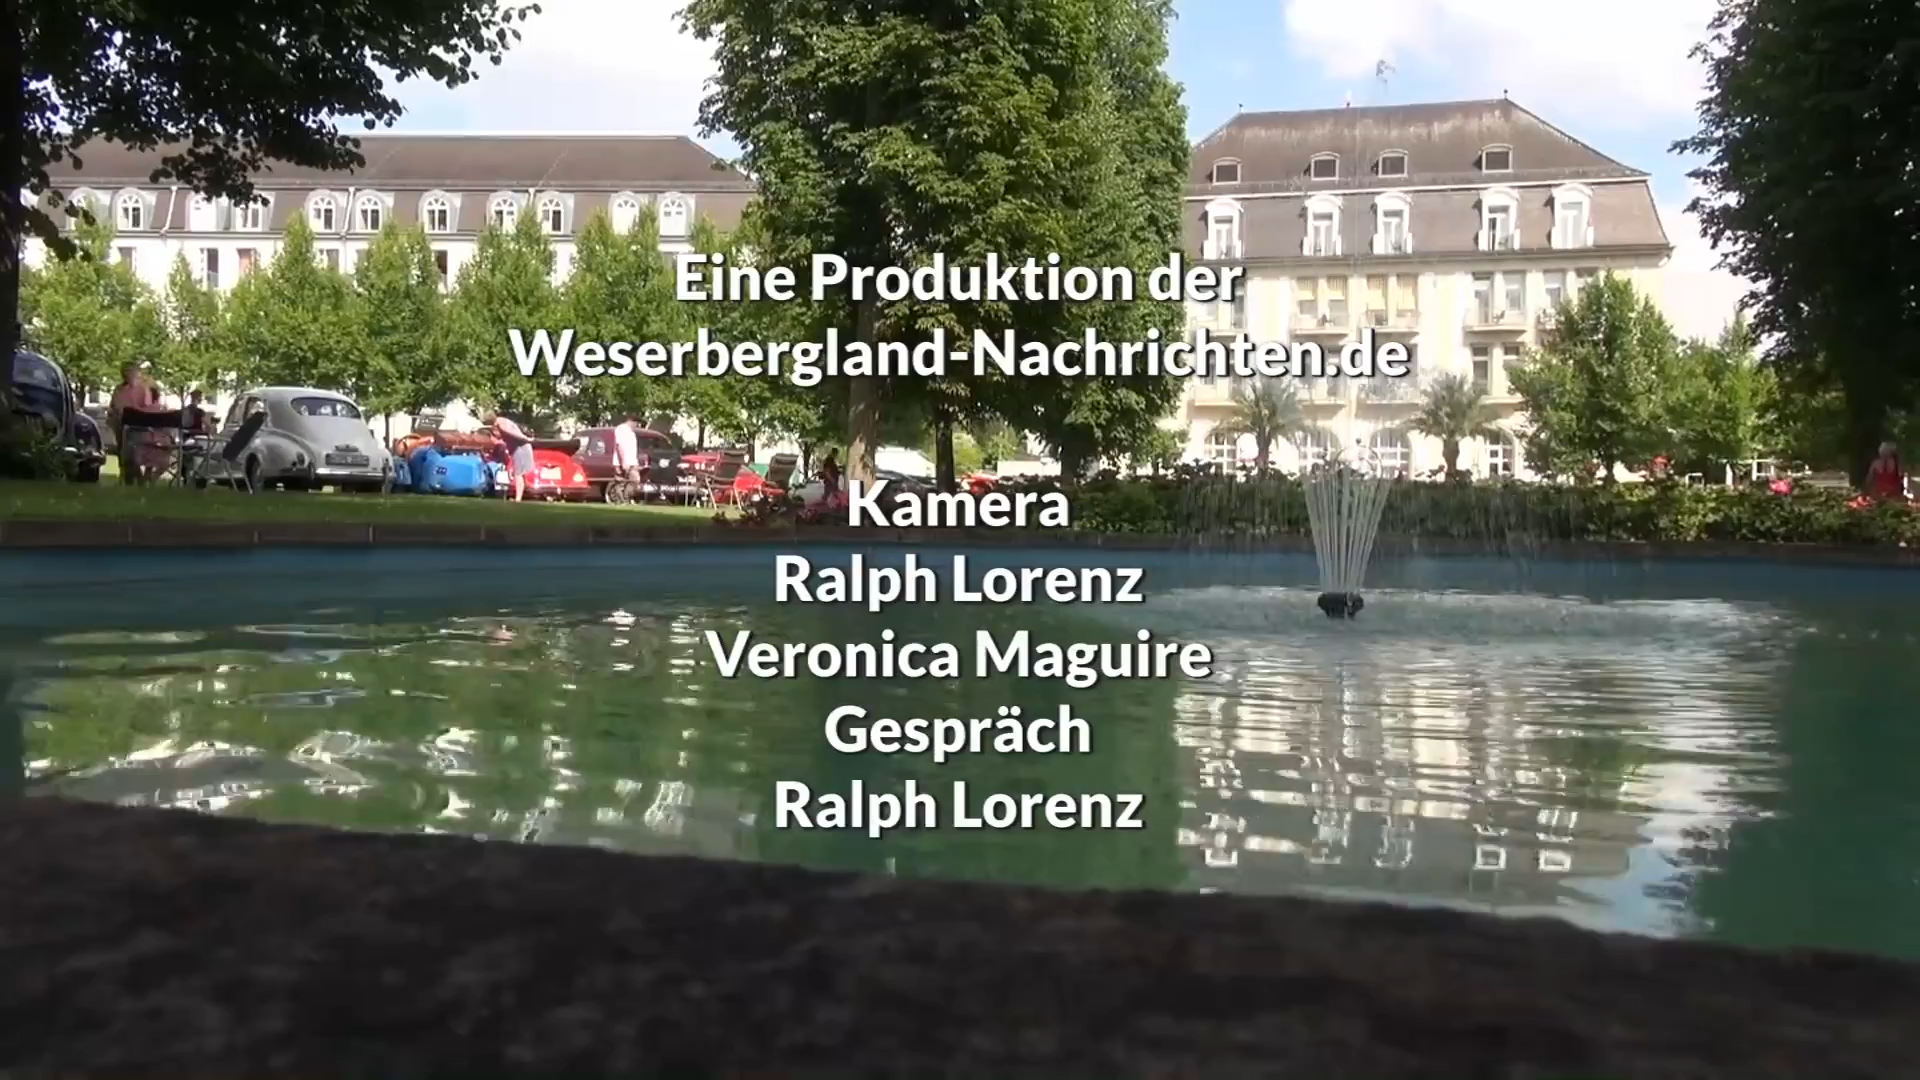 Eine Produktion der
Weserbergland-Nachrichten.de
Kamera
Ralph Lorenz
Veronica Maguire
Gespräch
Ralph Lorenz